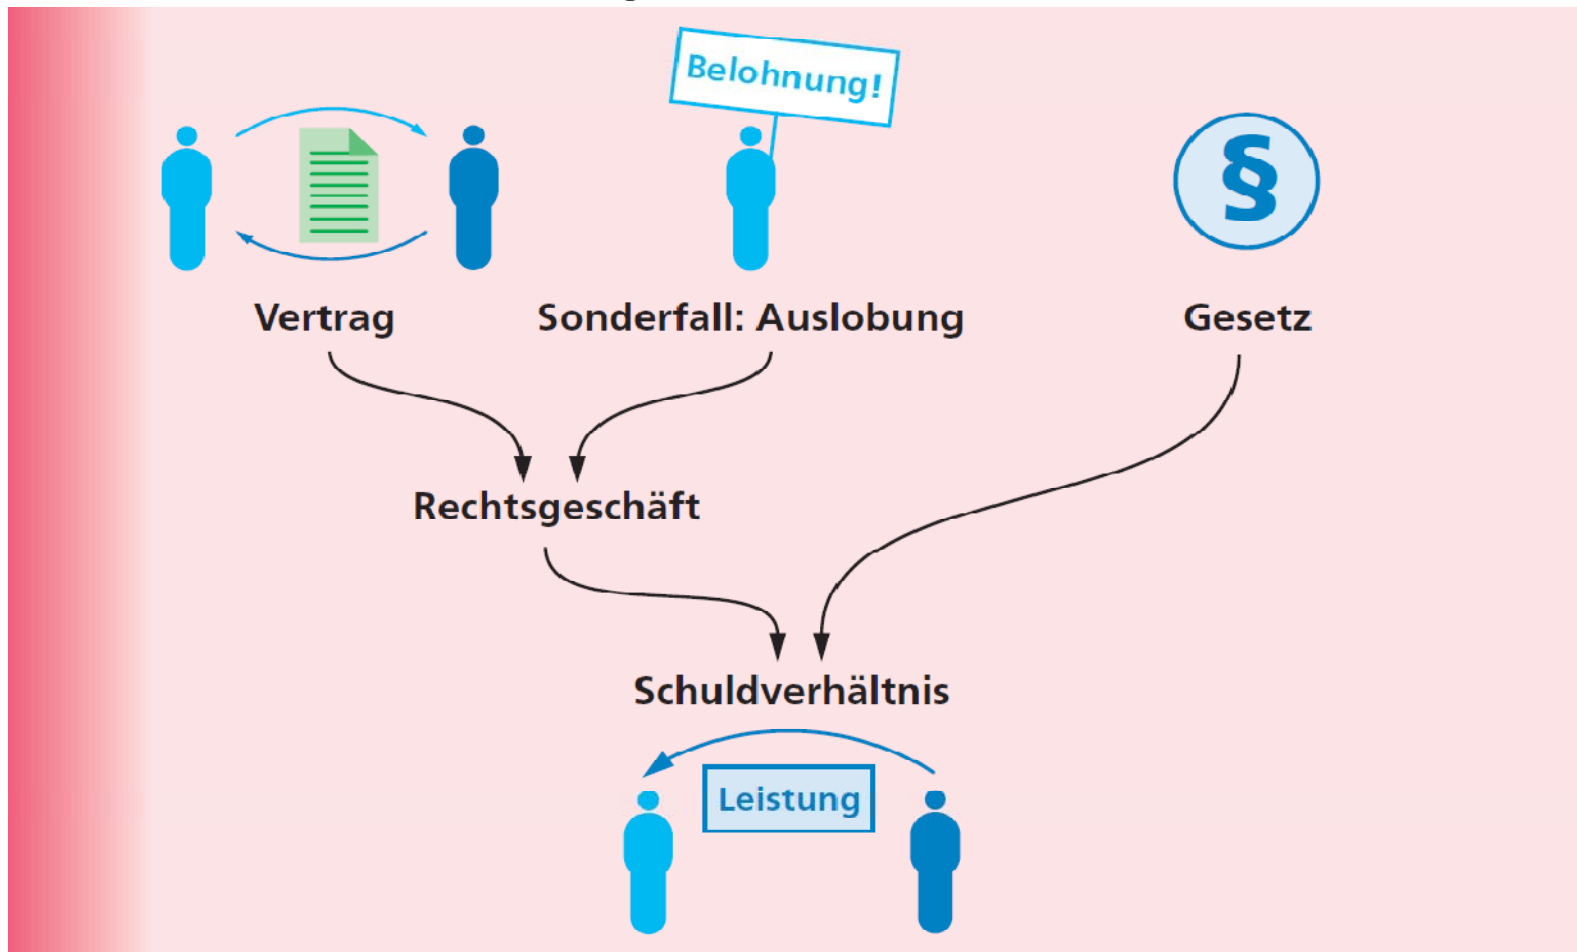 Belohnung!
§
Vertrag
Sonderfall: Auslobung
Gesetz
Rechtsgeschäft
Schuldverhältnis
Leistung